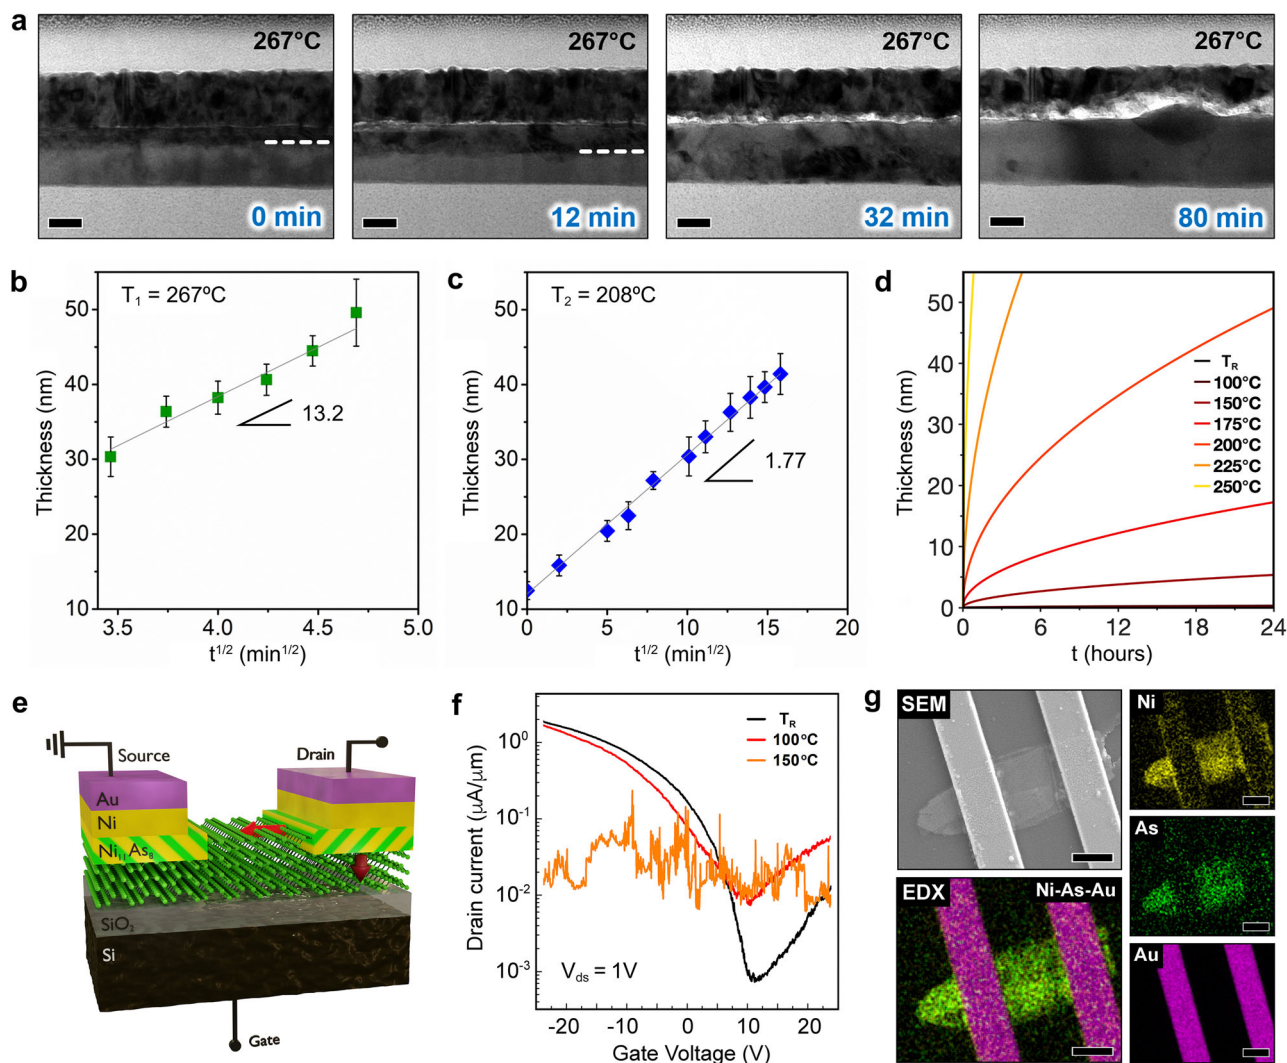 a
267°C
0 min
267°C
12 min
267°C
32 min
267°C
80 min
b
T1 = 267ºC
Thickness (nm)
50
40
30
20
10
13.2
3.5
4.0
4.5
5.0
t1/2 (min1/2)
c
T2 = 208ºC
Thickness (nm)
50
40
30
20
10
1.77
0
5
10
15
20
t1/2 (min1/2)
d
Thickness (nm)
50
40
30
20
10
0
TR
100°C
150°C
175°C
200°C
225°C
250°C
0
6
12
18
24
t (hours)
e
Source
Drain
Au
Ni
Ni11As8
SiO2
Si
Gate
f
Drain current (μA/μm)
100
10-1
10-2
10-3
TR
100°C
150°C
Vds = 1V
-20
-10
0
10
20
Gate Voltage (V)
g
SEM
Ni
As
EDX
Ni-As-Au
Au